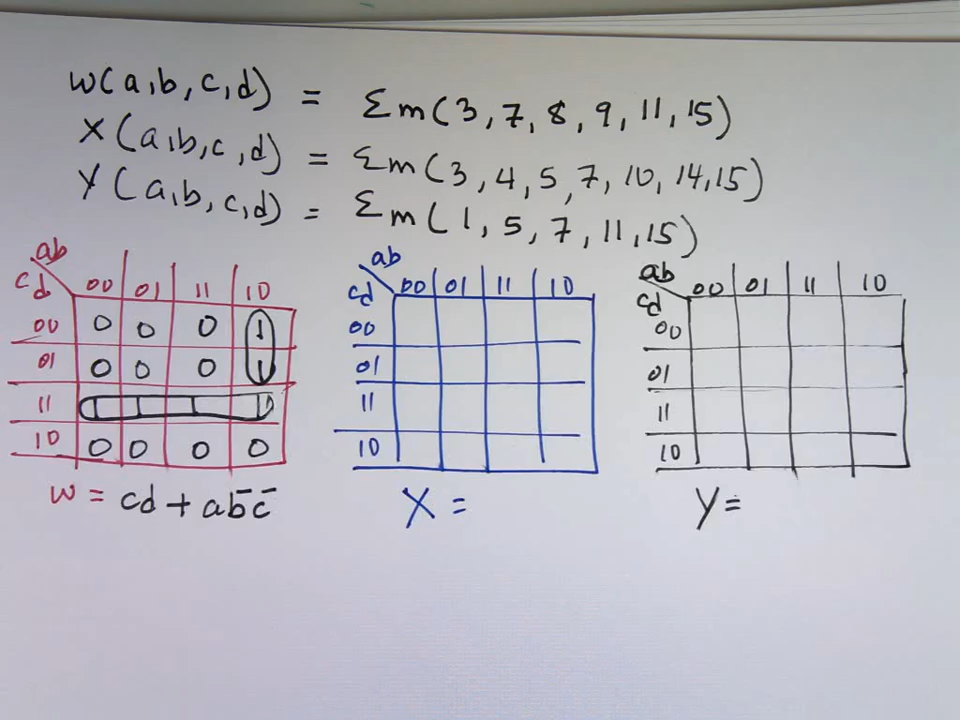 w(a,b,c,d) = Σm(3,7,8,9,11,15)
X(a,b,c,d) = Σm(3,4,5,7,10,14,15)
Y(a,b,c,d) = Σm(1,5,7,11,15)
ab
cd 00 01 11 10
00 0 0 0 1
01 0 0 0 1
11 1 1 1 1
10 0 0 0 0
w = cd + ab̄c̄
ab
cd 00 01 11 10
00
01
11
10
X =
ab
cd 00 01 11 10
00
01
11
10
Y =